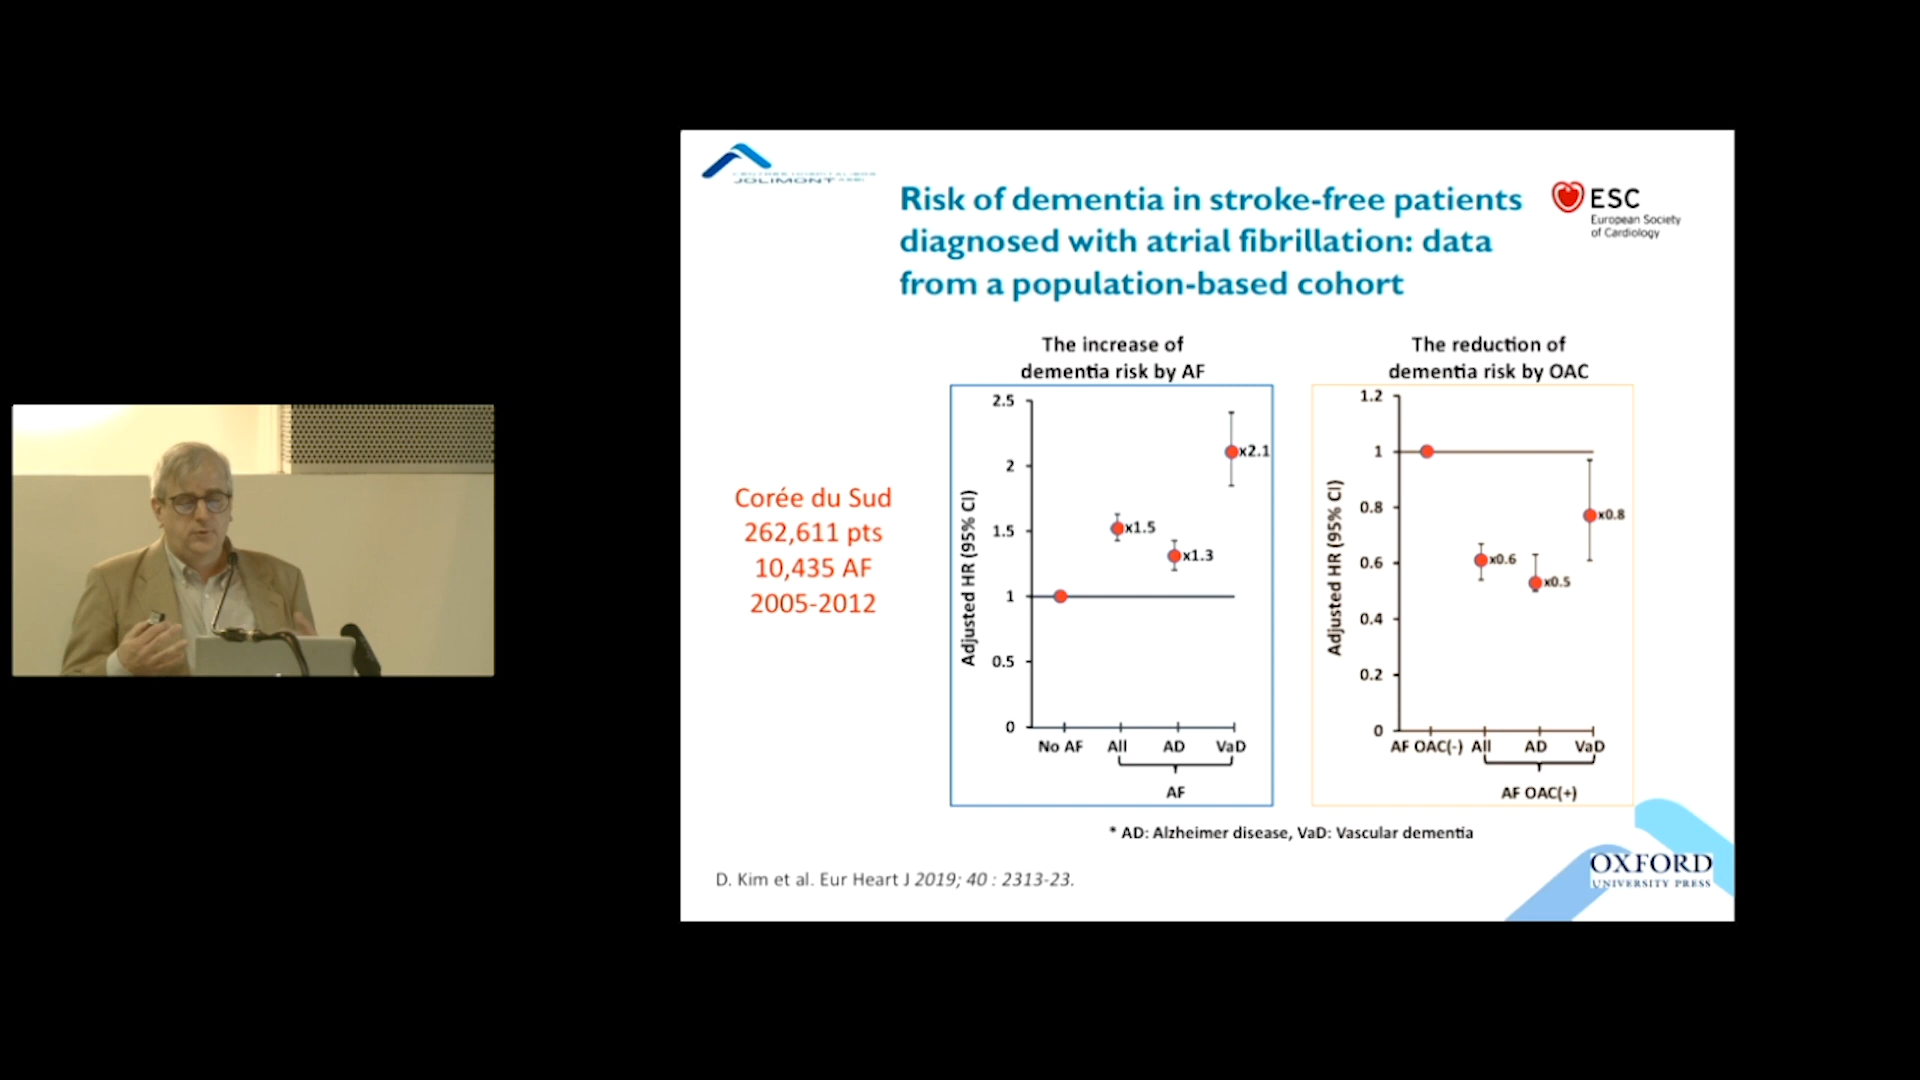 CENTRES HOSPITALIERS
JOLIMONT
Risk of dementia in stroke-free patients
diagnosed with atrial fibrillation: data
from a population-based cohort
ESC
European Society
of Cardiology
Corée du Sud
262,611 pts
10,435 AF
2005-2012
The increase of
dementia risk by AF
Adjusted HR (95% CI)
2.5
2
1.5
1
0.5
0
x1.5
x1.3
x2.1
No AF All AD VaD
AF
The reduction of
dementia risk by OAC
Adjusted HR (95% CI)
1.2
1
0.8
0.6
0.4
0.2
0
x0.6
x0.5
x0.8
AF OAC(-) All AD VaD
AF OAC(+)
* AD: Alzheimer disease, VaD: Vascular dementia
D. Kim et al. Eur Heart J 2019; 40 : 2313-23.
OXFORD
UNIVERSITY PRESS